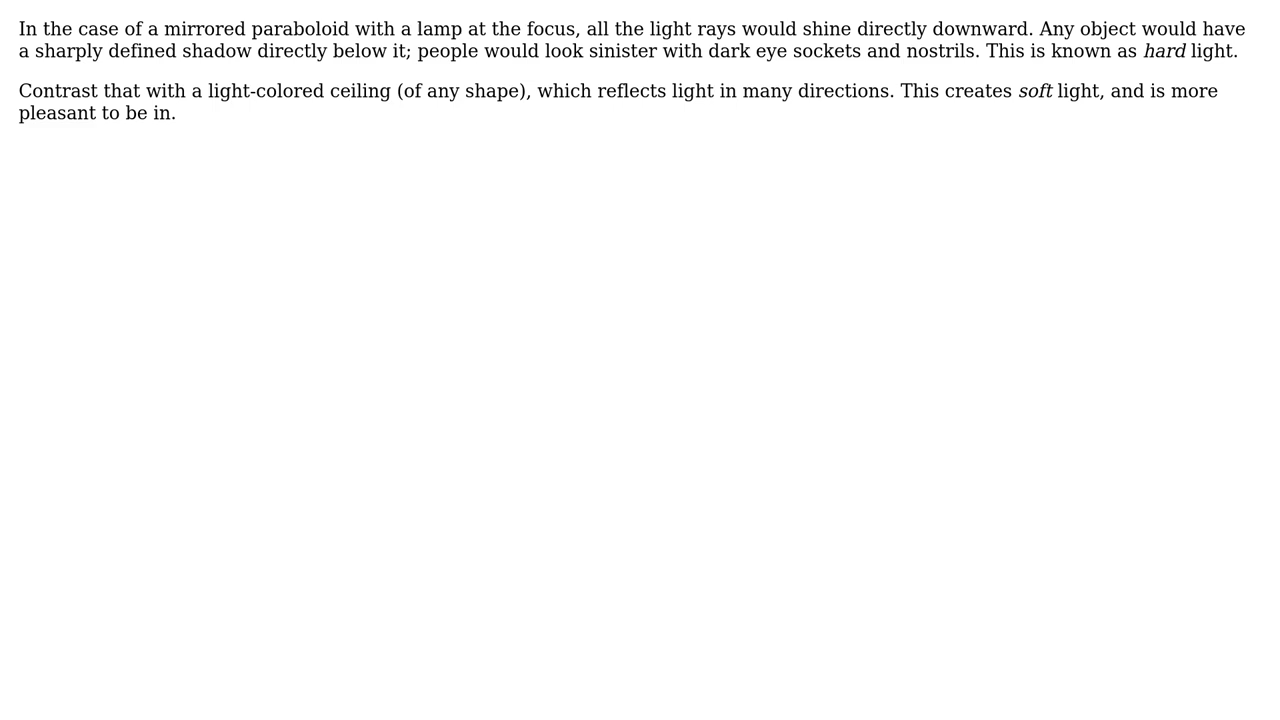 In the case of a mirrored paraboloid with a lamp at the focus, all the light rays would shine directly downward. Any object would have
a sharply defined shadow directly below it; people would look sinister with dark eye sockets and nostrils. This is known as hard light.
Contrast that with a light-colored ceiling (of any shape), which reflects light in many directions. This creates soft light, and is more
pleasant to be in.